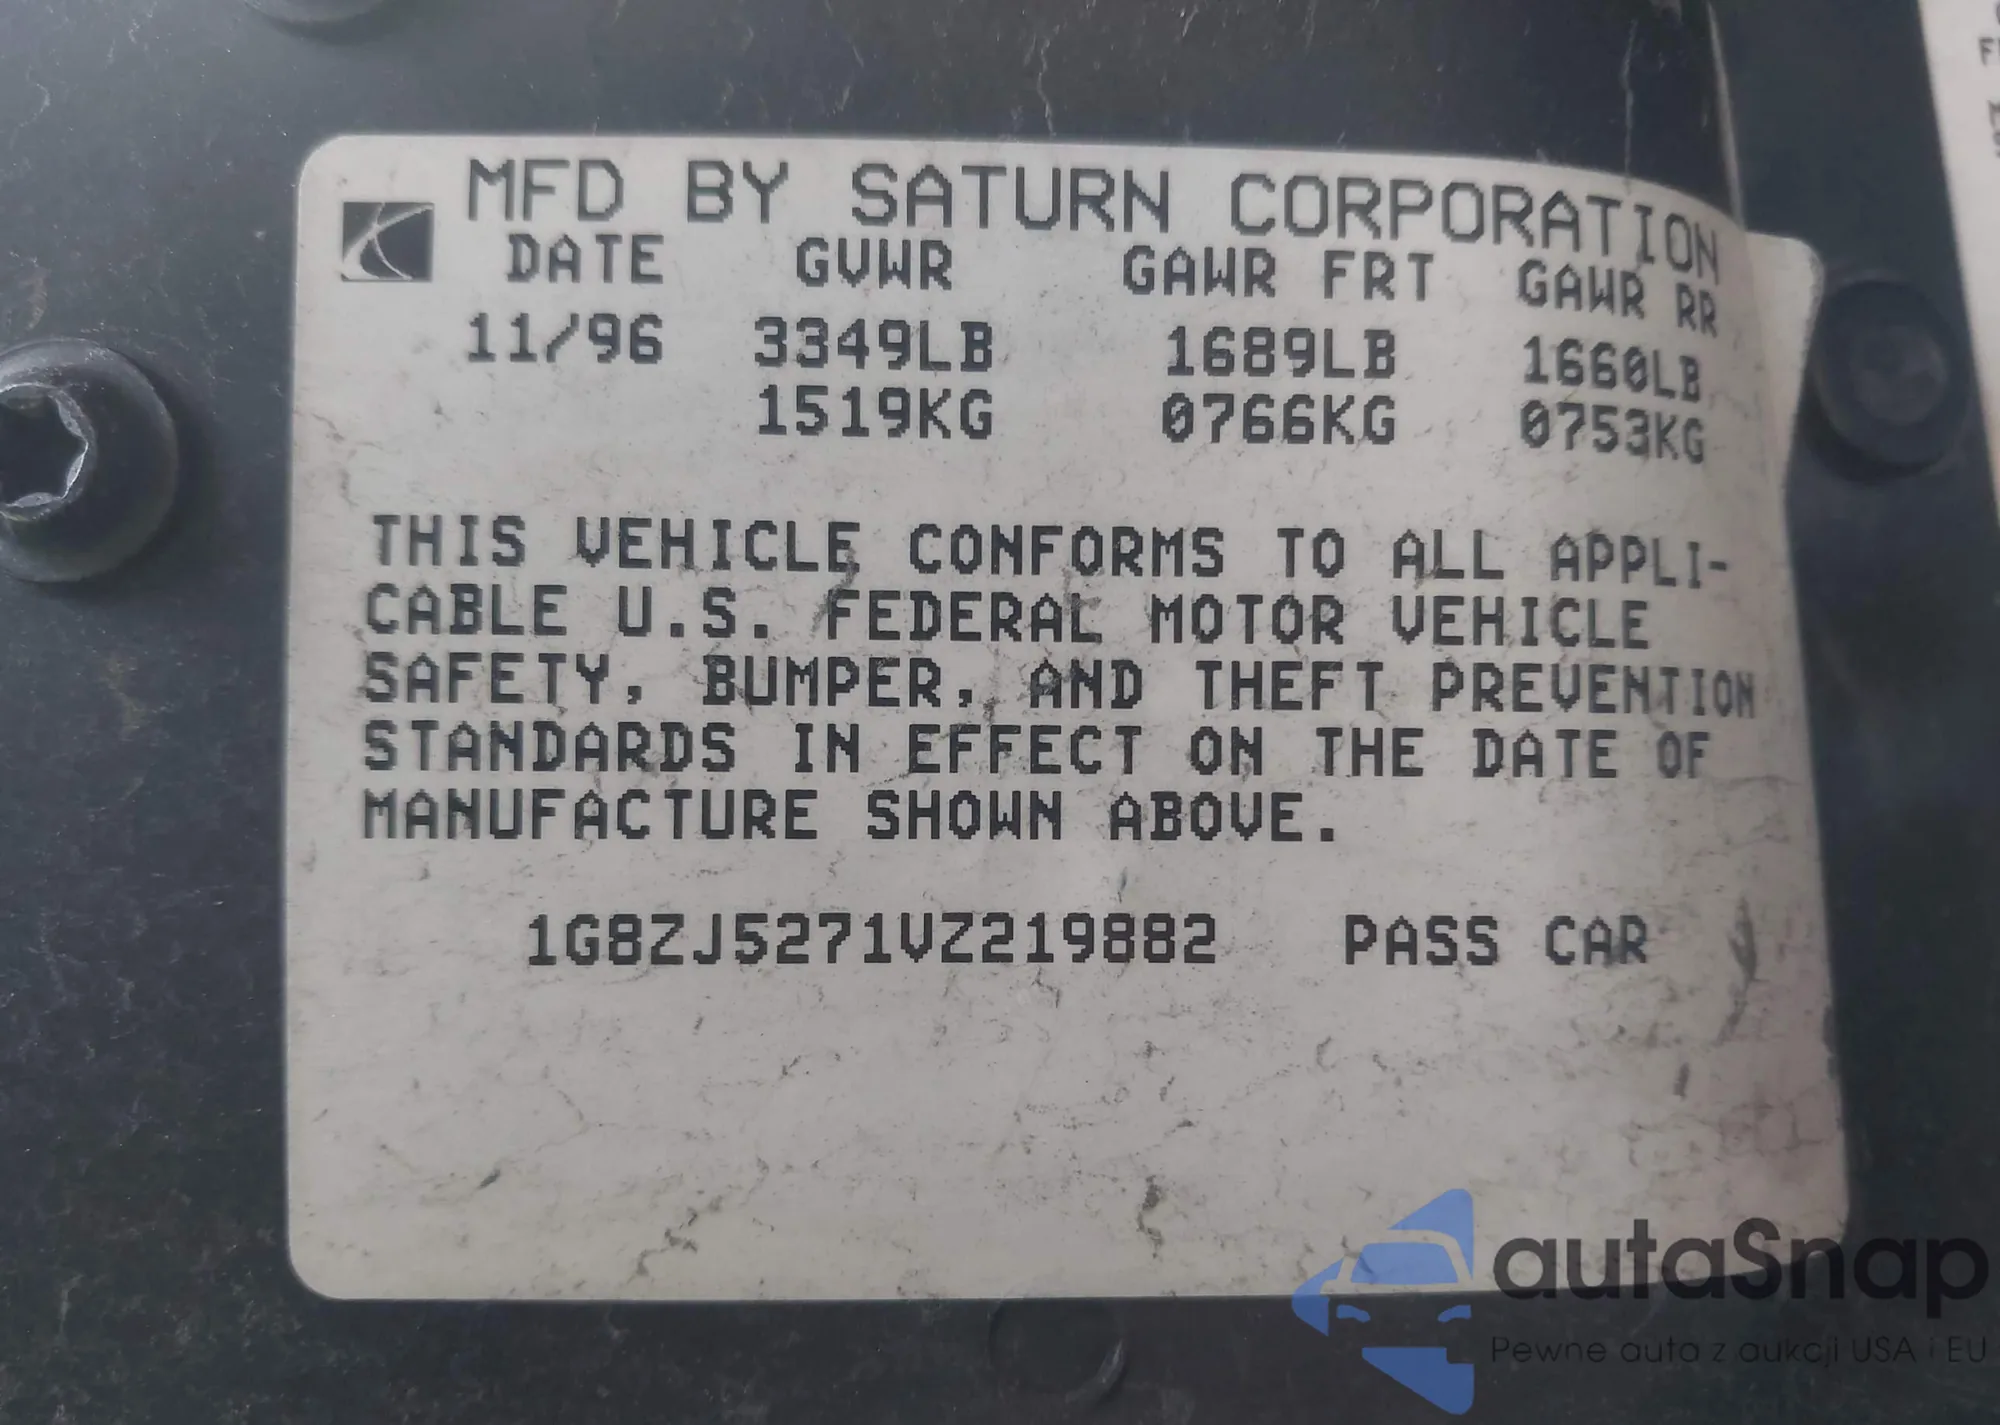 MFD BY SATURN CORPORATION
DATE GVWR GAWR FRT GAWR RR
11/96 3349LB 1689LB 1660LB
1519KG 0766KG 0753KG
THIS VEHICLE CONFORMS TO ALL APPLI-
CABLE U.S. FEDERAL MOTOR VEHICLE
SAFETY, BUMPER, AND THEFT PREVENTION
STANDARDS IN EFFECT ON THE DATE OF
MANUFACTURE SHOWN ABOVE.
1G8ZJ5271VZ219882 PASS CAR
autaSnap
Pewne auta z aukcji USA i EU